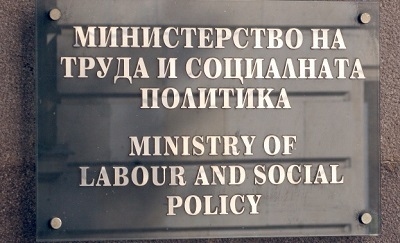 МИНИСТЕРСТВО НА
ТРУДА И СОЦИАЛНАТА
ПОЛИТИКА
MINISTRY OF
LABOUR AND SOCIAL
POLICY